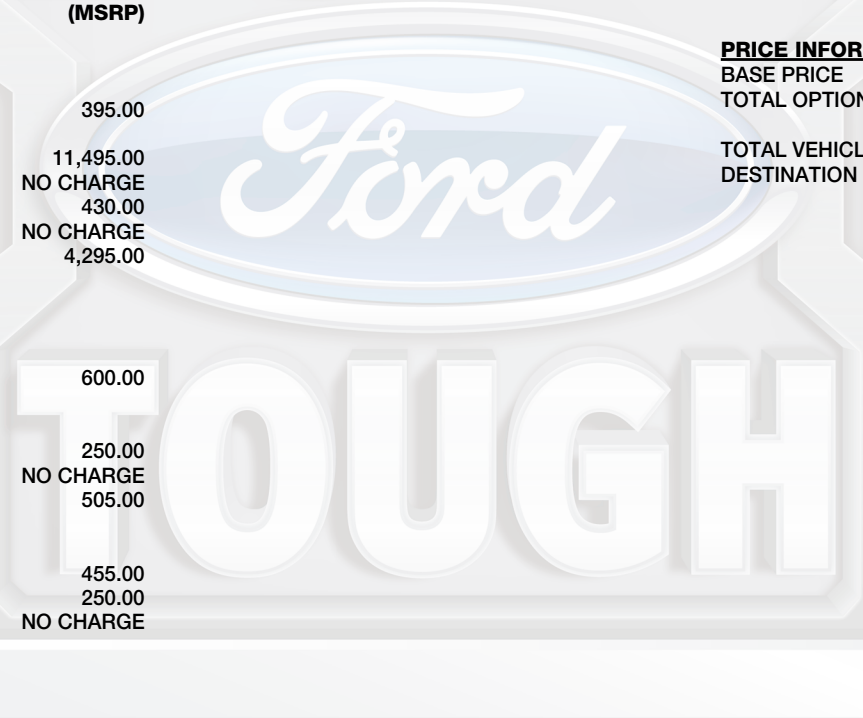 (MSRP)
395.00
11,495.00
NO CHARGE
430.00
NO CHARGE
4,295.00
600.00
250.00
NO CHARGE
505.00
455.00
250.00
NO CHARGE
PRICE INFOR
BASE PRICE
TOTAL OPTION
TOTAL VEHICL
DESTINATION
Ford
TOUGH